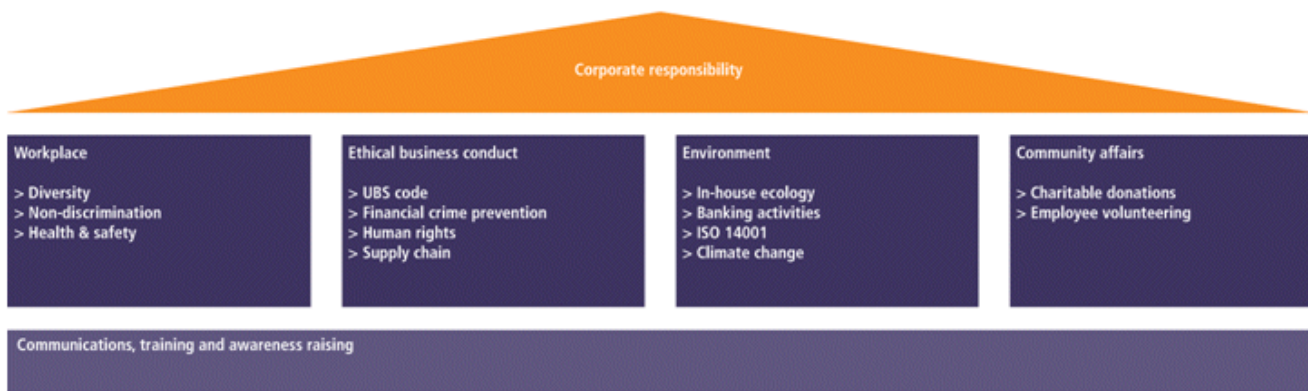 Corporate responsibility
Workplace
> Diversity
> Non-discrimination
> Health & safety
Ethical business conduct
> UBS code
> Financial crime prevention
> Human rights
> Supply chain
Environment
> In-house ecology
> Banking activities
> ISO 14001
> Climate change
Community affairs
> Charitable donations
> Employee volunteering
Communications, training and awareness raising